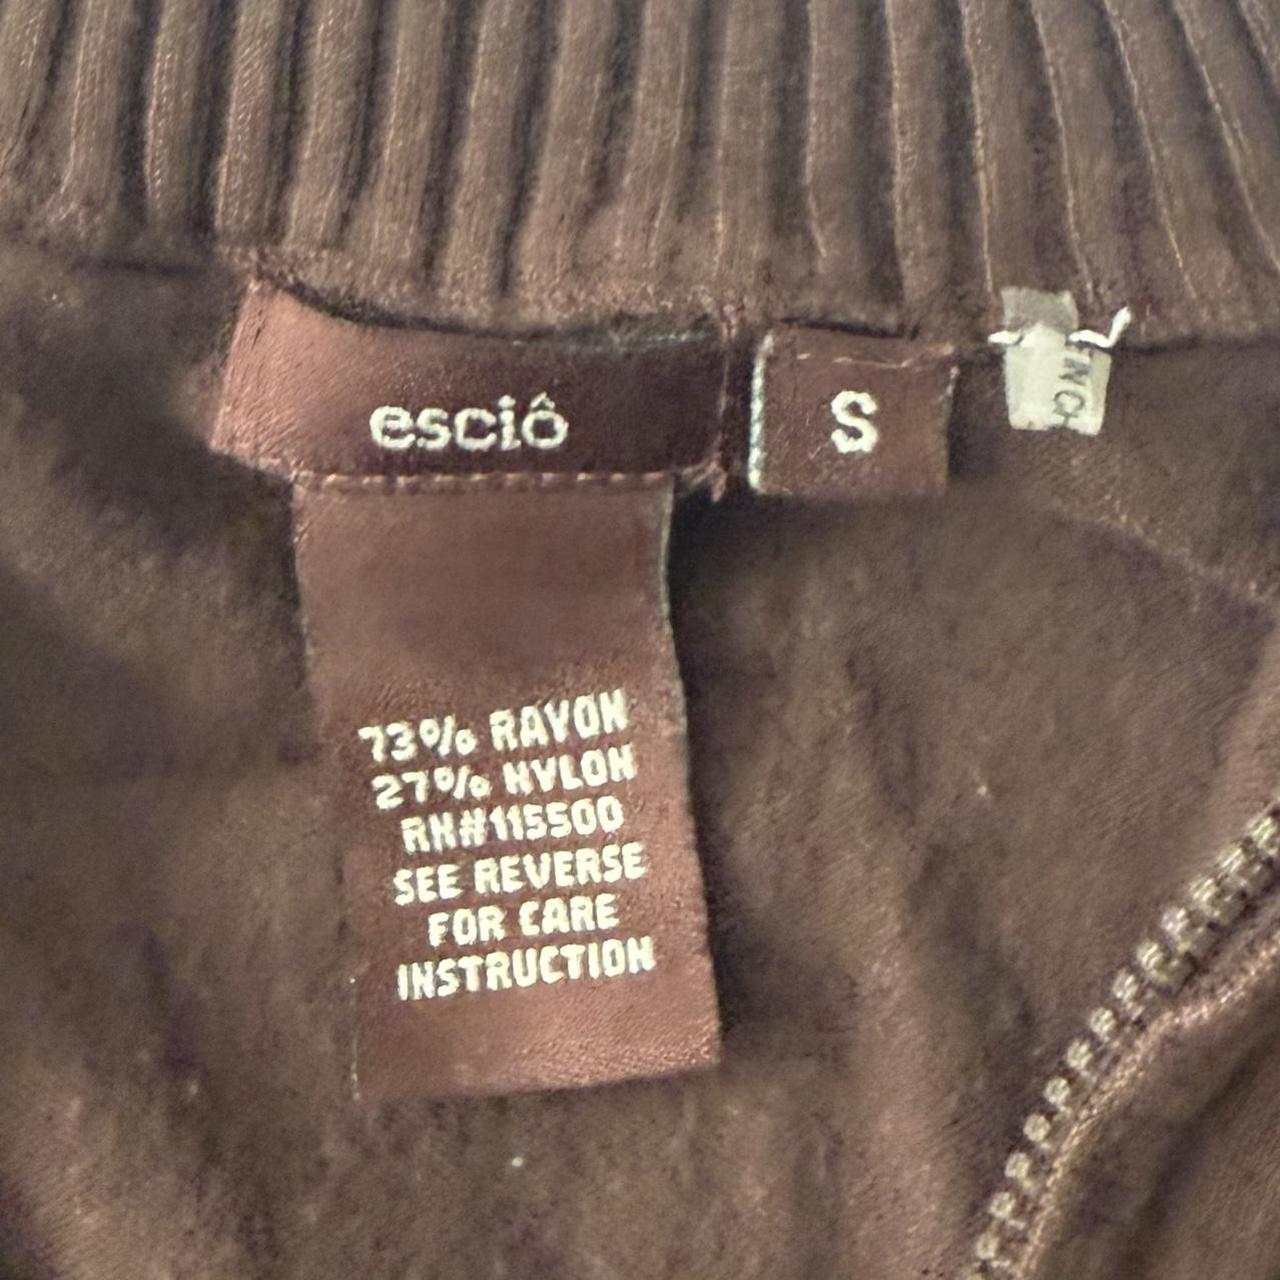 esciô
S
73% RAYON
27% NYLON
RN#115500
SEE REVERSE
FOR CARE
INSTRUCTION